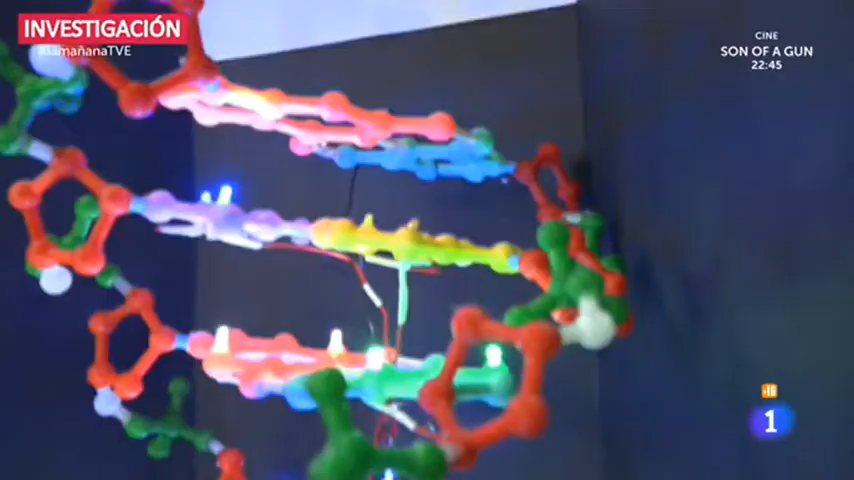 INVESTIGACIÓN
#lamañanaTVE
CINE
SON OF A GUN
22:45
-16
1